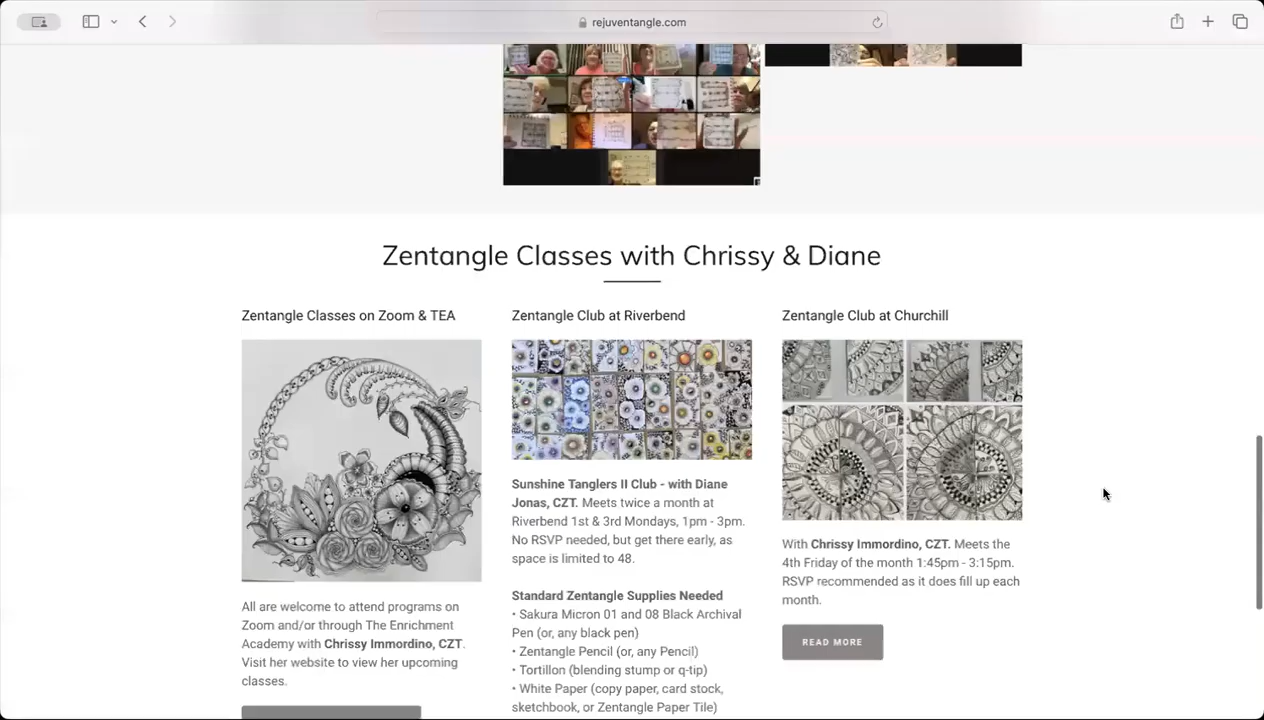 rejuventangle.com
Zentangle Classes with Chrissy & Diane
Zentangle Classes on Zoom & TEA
All are welcome to attend programs on
Zoom and/or through The Enrichment
Academy with Chrissy Immordino, CZT.
Visit her website to view her upcoming
classes.
Zentangle Club at Riverbend
Sunshine Tanglers II Club - with Diane
Jonas, CZT. Meets twice a month at
Riverbend 1st & 3rd Mondays, 1pm - 3pm.
No RSVP needed, but get there early, as
space is limited to 48.
Standard Zentangle Supplies Needed
• Sakura Micron 01 and 08 Black Archival
Pen (or, any black pen)
• Zentangle Pencil (or, any Pencil)
• Tortillon (blending stump or q-tip)
• White Paper (copy paper, card stock,
sketchbook, or Zentangle Paper Tile)
Zentangle Club at Churchill
With Chrissy Immordino, CZT. Meets the
4th Friday of the month 1:45pm - 3:15pm.
RSVP recommended as it does fill up each
month.
READ MORE